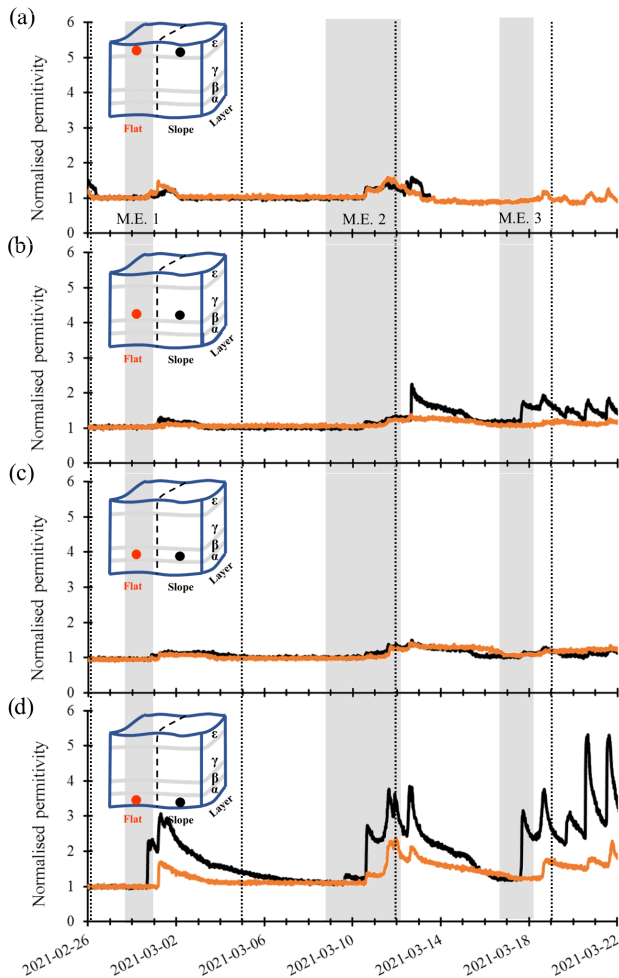 (a)
Normalised permitivity
6
5
4
3
2
1
0
ε
γ
β
α
Flat
Slope
Layer
M.E. 1
M.E. 2
M.E. 3
(b)
Normalised permitivity
6
5
4
3
2
1
0
ε
γ
β
α
Flat
Slope
Layer
(c)
Normalised permitivity
6
5
4
3
2
1
0
ε
γ
β
α
Flat
Slope
Layer
(d)
Normalised permitivity
6
5
4
3
2
1
0
ε
γ
β
α
Flat
Slope
Layer
2021-02-26
2021-03-02
2021-03-06
2021-03-10
2021-03-14
2021-03-18
2021-03-22